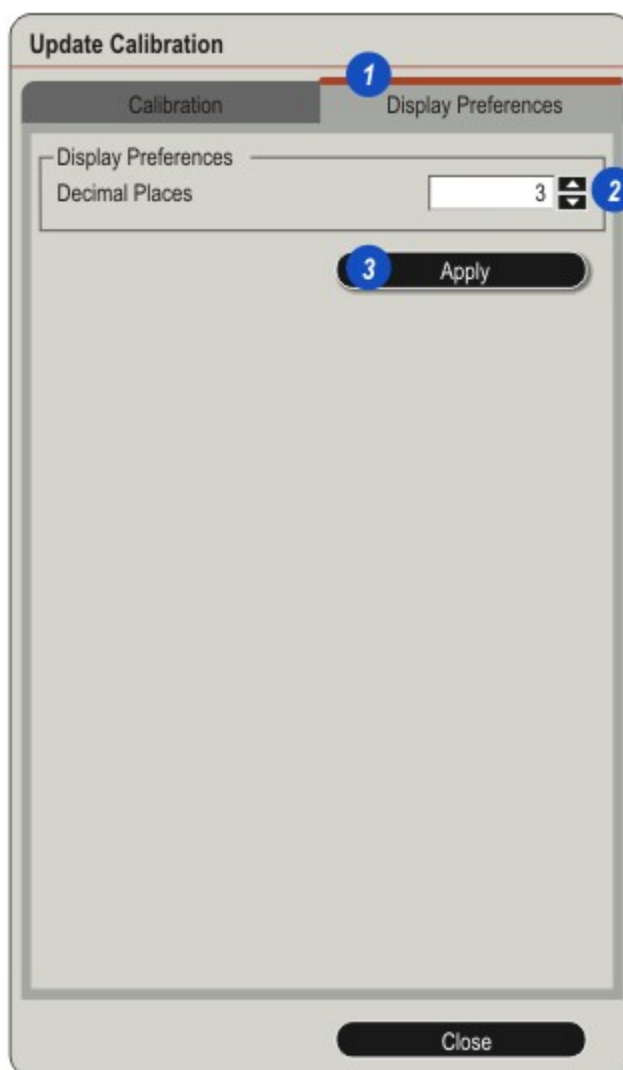 Update Calibration
1
Calibration Display Preferences
Display Preferences
Decimal Places 3 2
3 Apply
Close